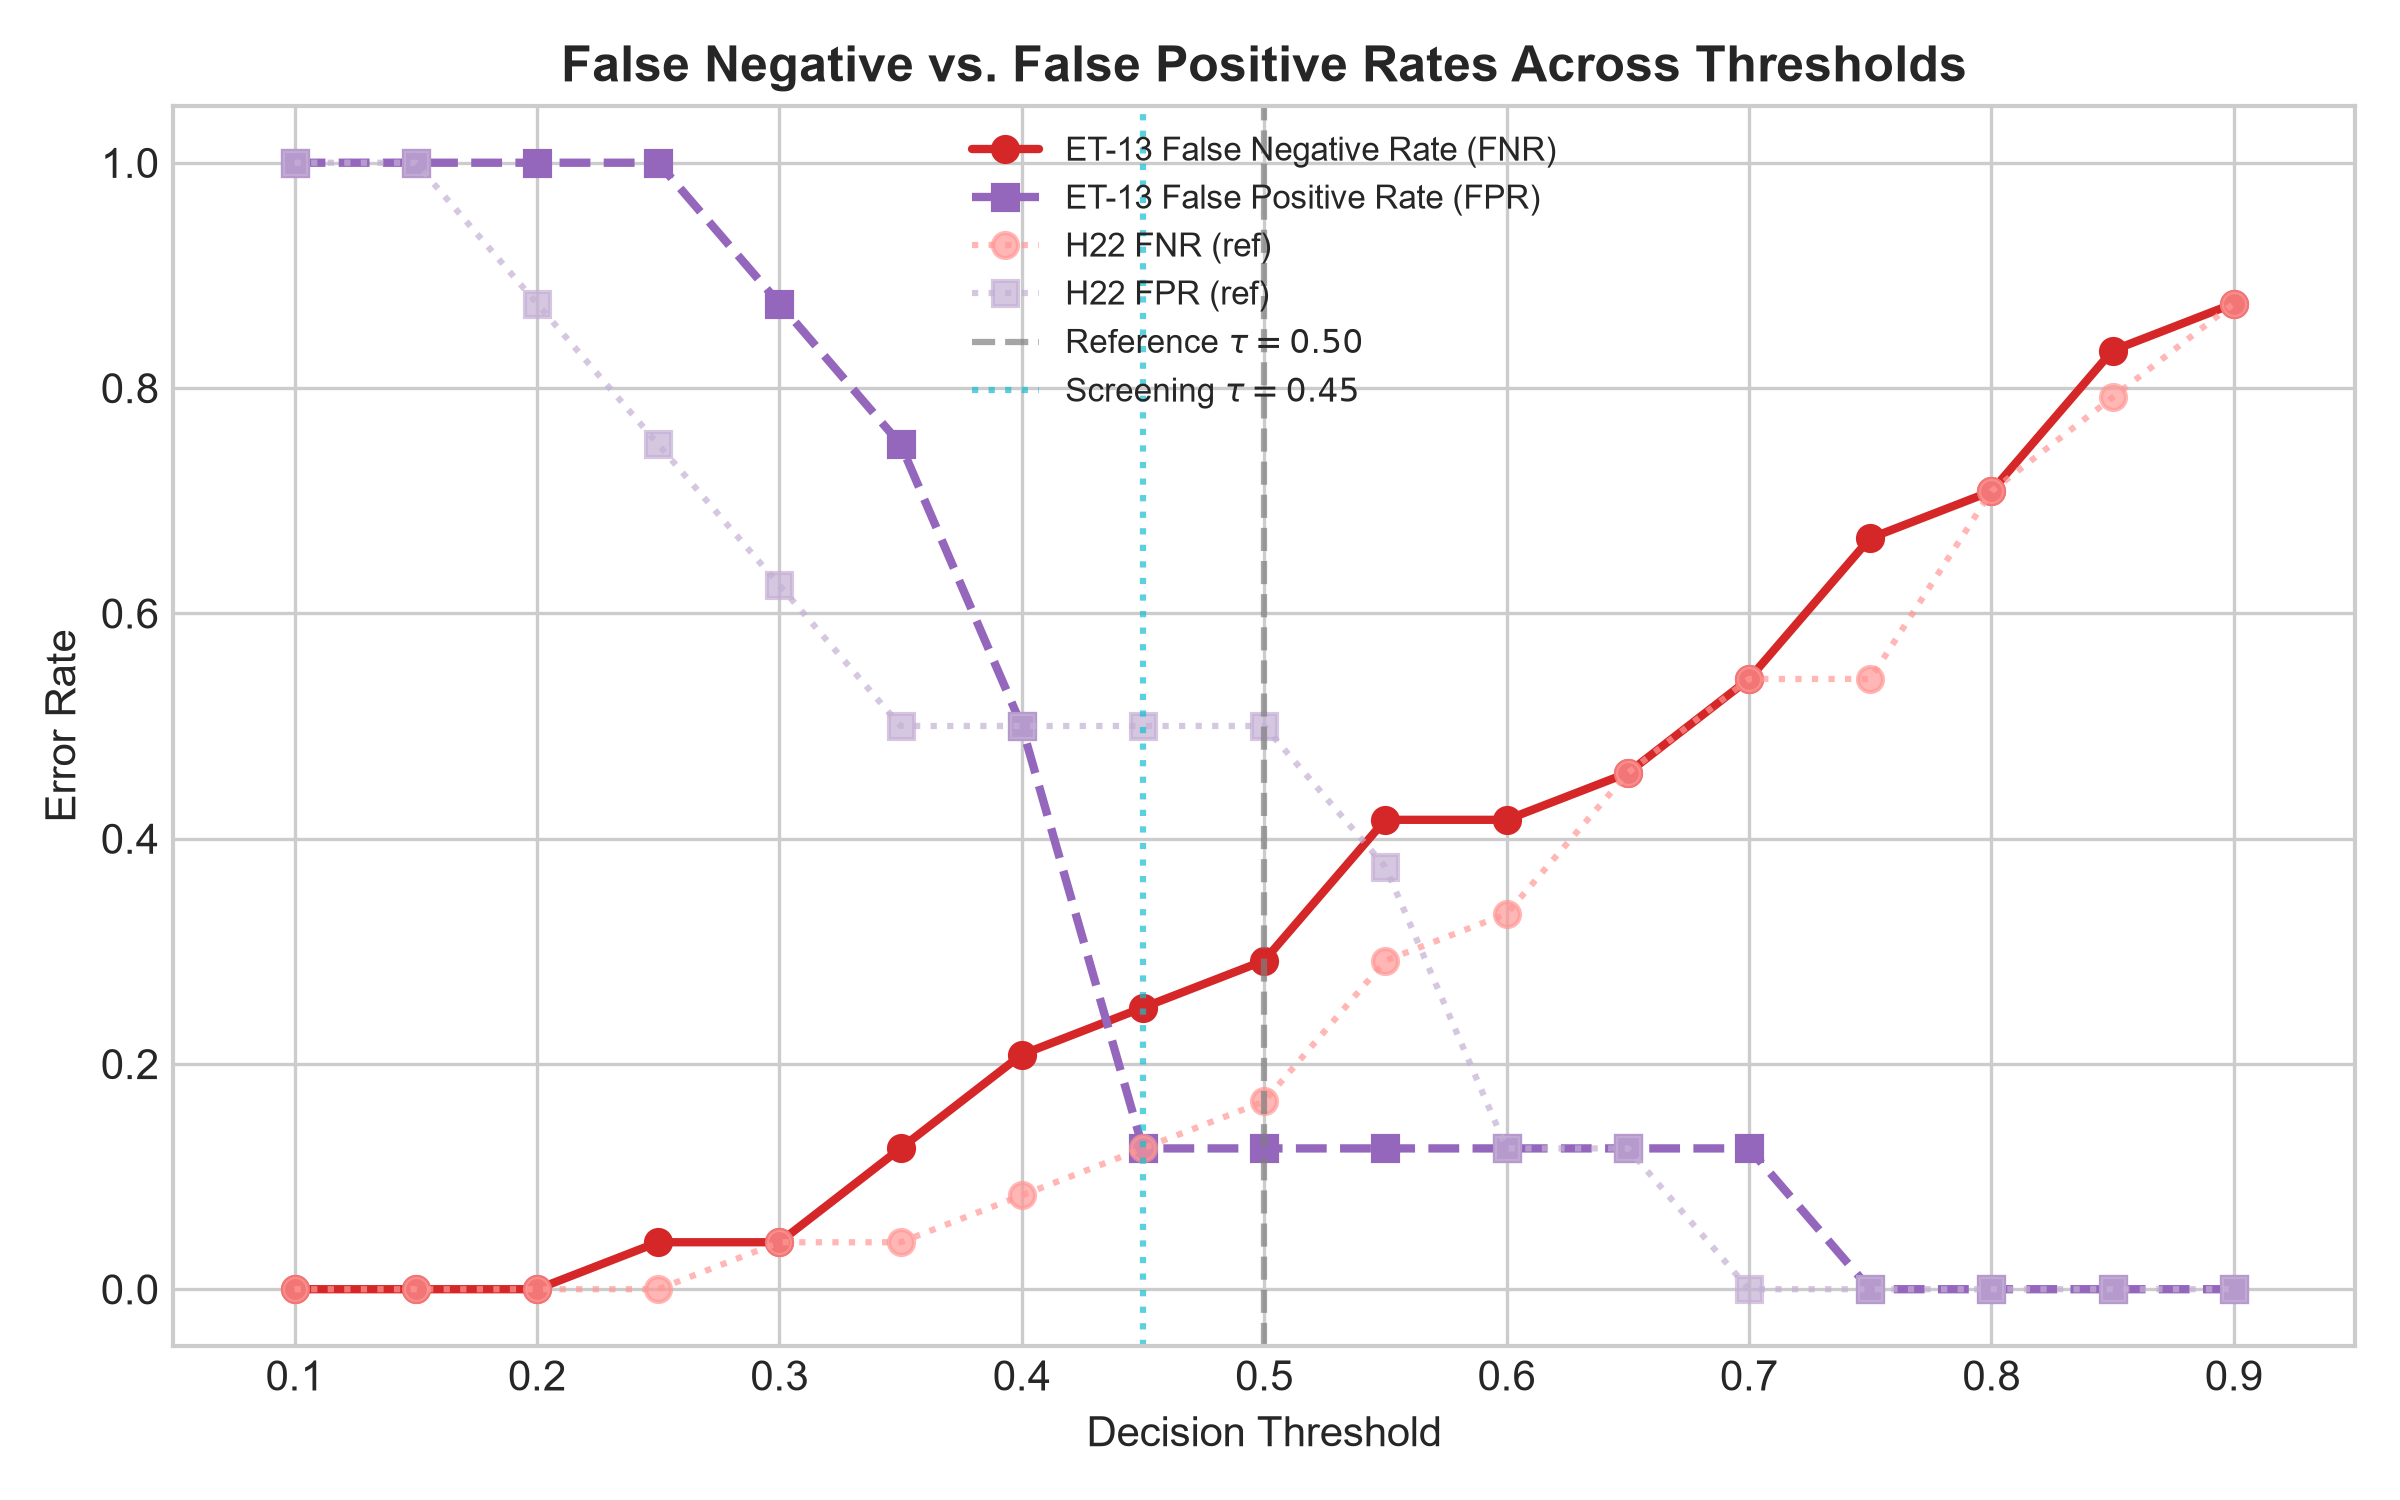 False Negative vs. False Positive Rates Across Thresholds
ET-13 False Negative Rate (FNR)
ET-13 False Positive Rate (FPR)
H22 FNR (ref)
H22 FPR (ref)
Reference τ = 0.50
Screening τ = 0.45
Error Rate
1.0
0.8
0.6
0.4
0.2
0.0
0.1 0.2 0.3 0.4 0.5 0.6 0.7 0.8 0.9
Decision Threshold